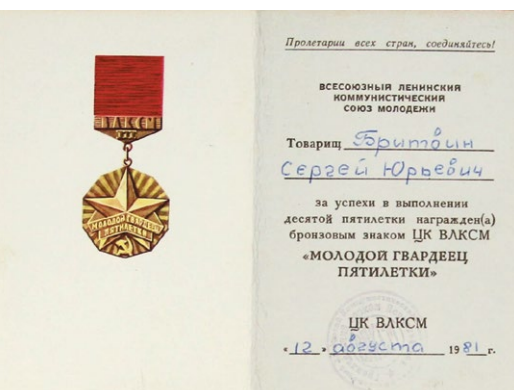 ВЛКСМ
МОЛОДОЙ ГВАРДЕЕЦ
ПЯТИЛЕТКИ
Пролетарии всех стран, соединяйтесь!
ВСЕСОЮЗНЫЙ ЛЕНИНСКИЙ
КОММУНИСТИЧЕСКИЙ
СОЮЗ МОЛОДЕЖИ
Товарищ Бритвин
Сергей Юрьевич
за успехи в выполнении
десятой пятилетки награжден(а)
бронзовым знаком ЦК ВЛКСМ
«МОЛОДОЙ ГВАРДЕЕЦ
ПЯТИЛЕТКИ»
ЦК ВЛКСМ
«12» августа 1981 г.